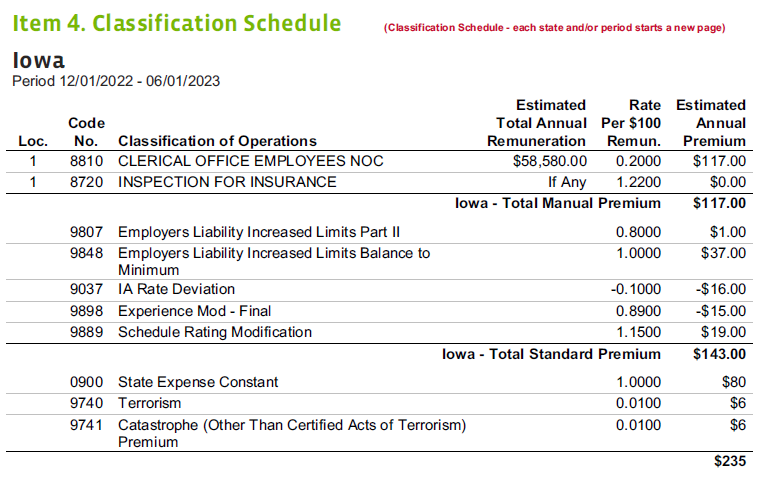 Item 4. Classification Schedule (Classification Schedule - each state and/or period starts a new page)
Iowa
Period 12/01/2022 - 06/01/2023
Estimated Rate Estimated
Code Total Annual Per $100 Annual
Loc. No. Classification of Operations Remuneration Remun. Premium
1 8810 CLERICAL OFFICE EMPLOYEES NOC $58,580.00 0.2000 $117.00
1 8720 INSPECTION FOR INSURANCE If Any 1.2200 $0.00
Iowa - Total Manual Premium $117.00
9807 Employers Liability Increased Limits Part II 0.8000 $1.00
9848 Employers Liability Increased Limits Balance to 1.0000 $37.00
Minimum
9037 IA Rate Deviation -0.1000 -$16.00
9898 Experience Mod - Final 0.8900 -$15.00
9889 Schedule Rating Modification 1.1500 $19.00
Iowa - Total Standard Premium $143.00
0900 State Expense Constant 1.0000 $80
9740 Terrorism 0.0100 $6
9741 Catastrophe (Other Than Certified Acts of Terrorism) 0.0100 $6
Premium
$235